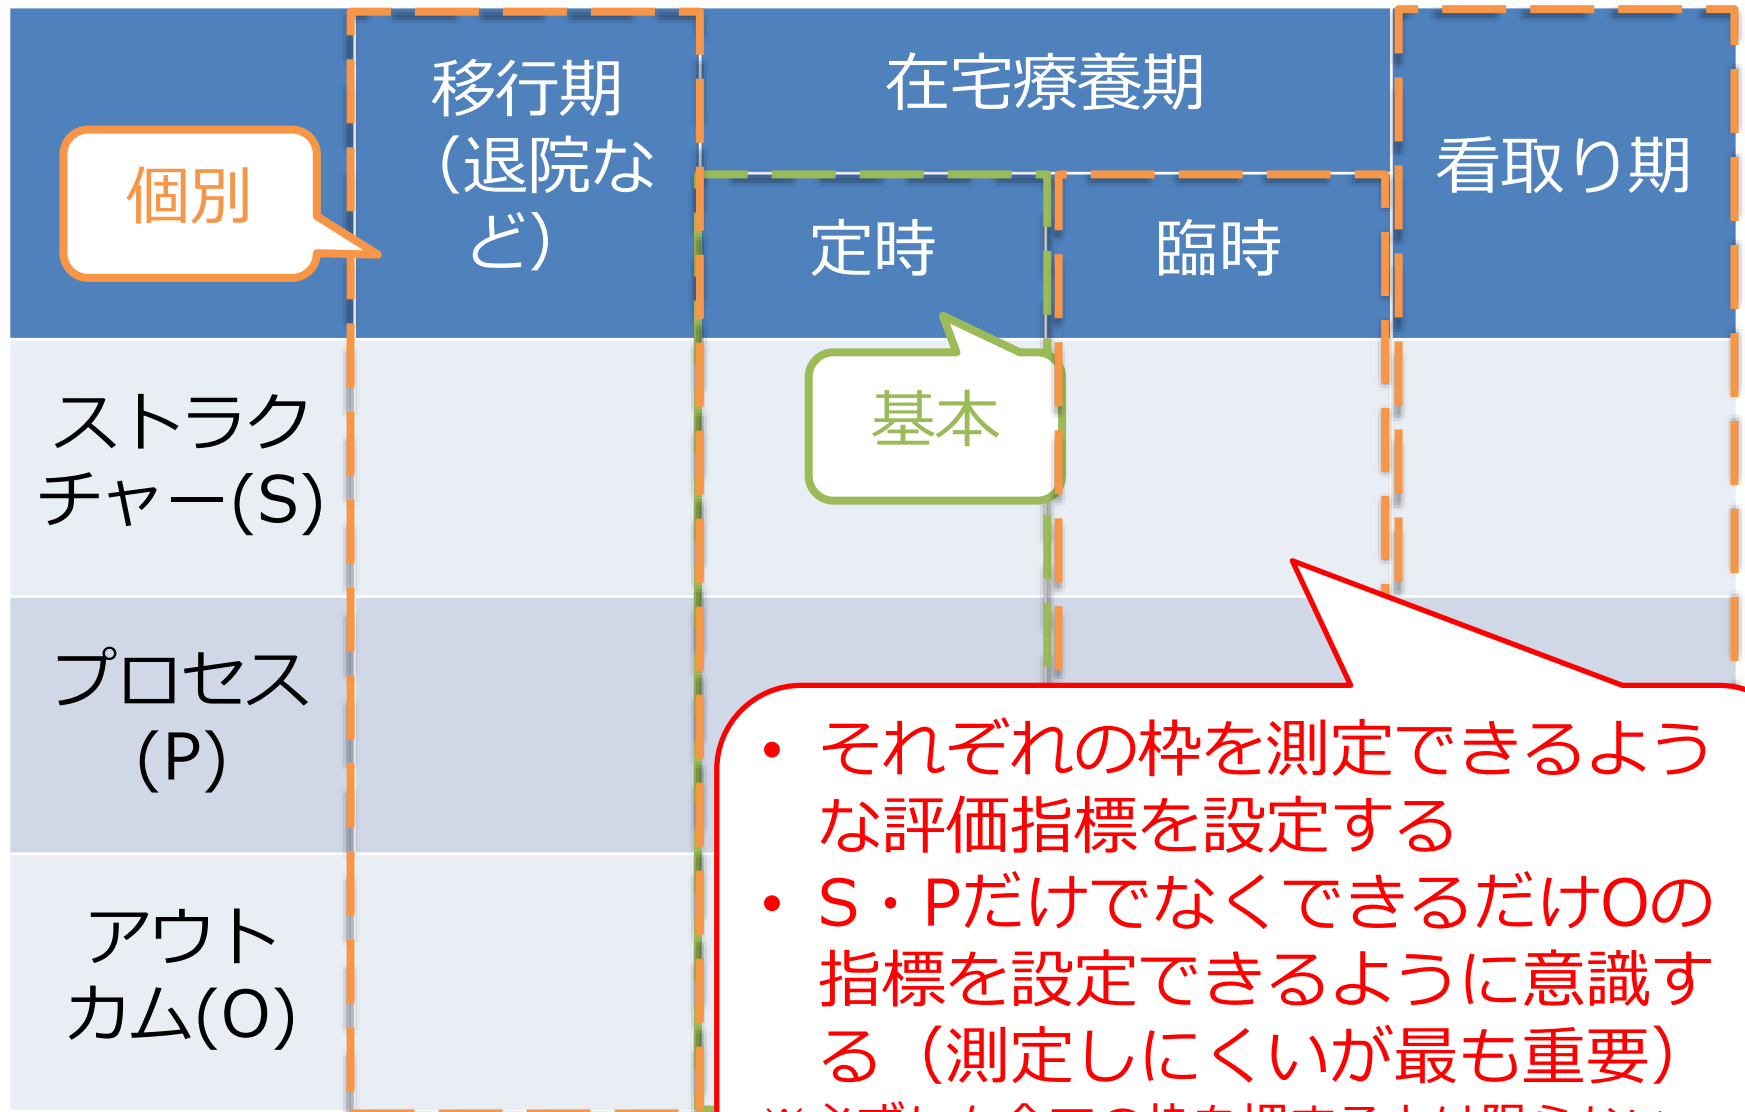 個別
移行期
（退院な
ど）
在宅療養期
定時
臨時
看取り期
基本
ストラク
チャー(S)
プロセス
(P)
アウト
カム(O)
• それぞれの枠を測定できるよう
な評価指標を設定する
• S・PだけでなくできるだけOの
指標を設定できるように意識す
る（測定しにくいが最も重要）